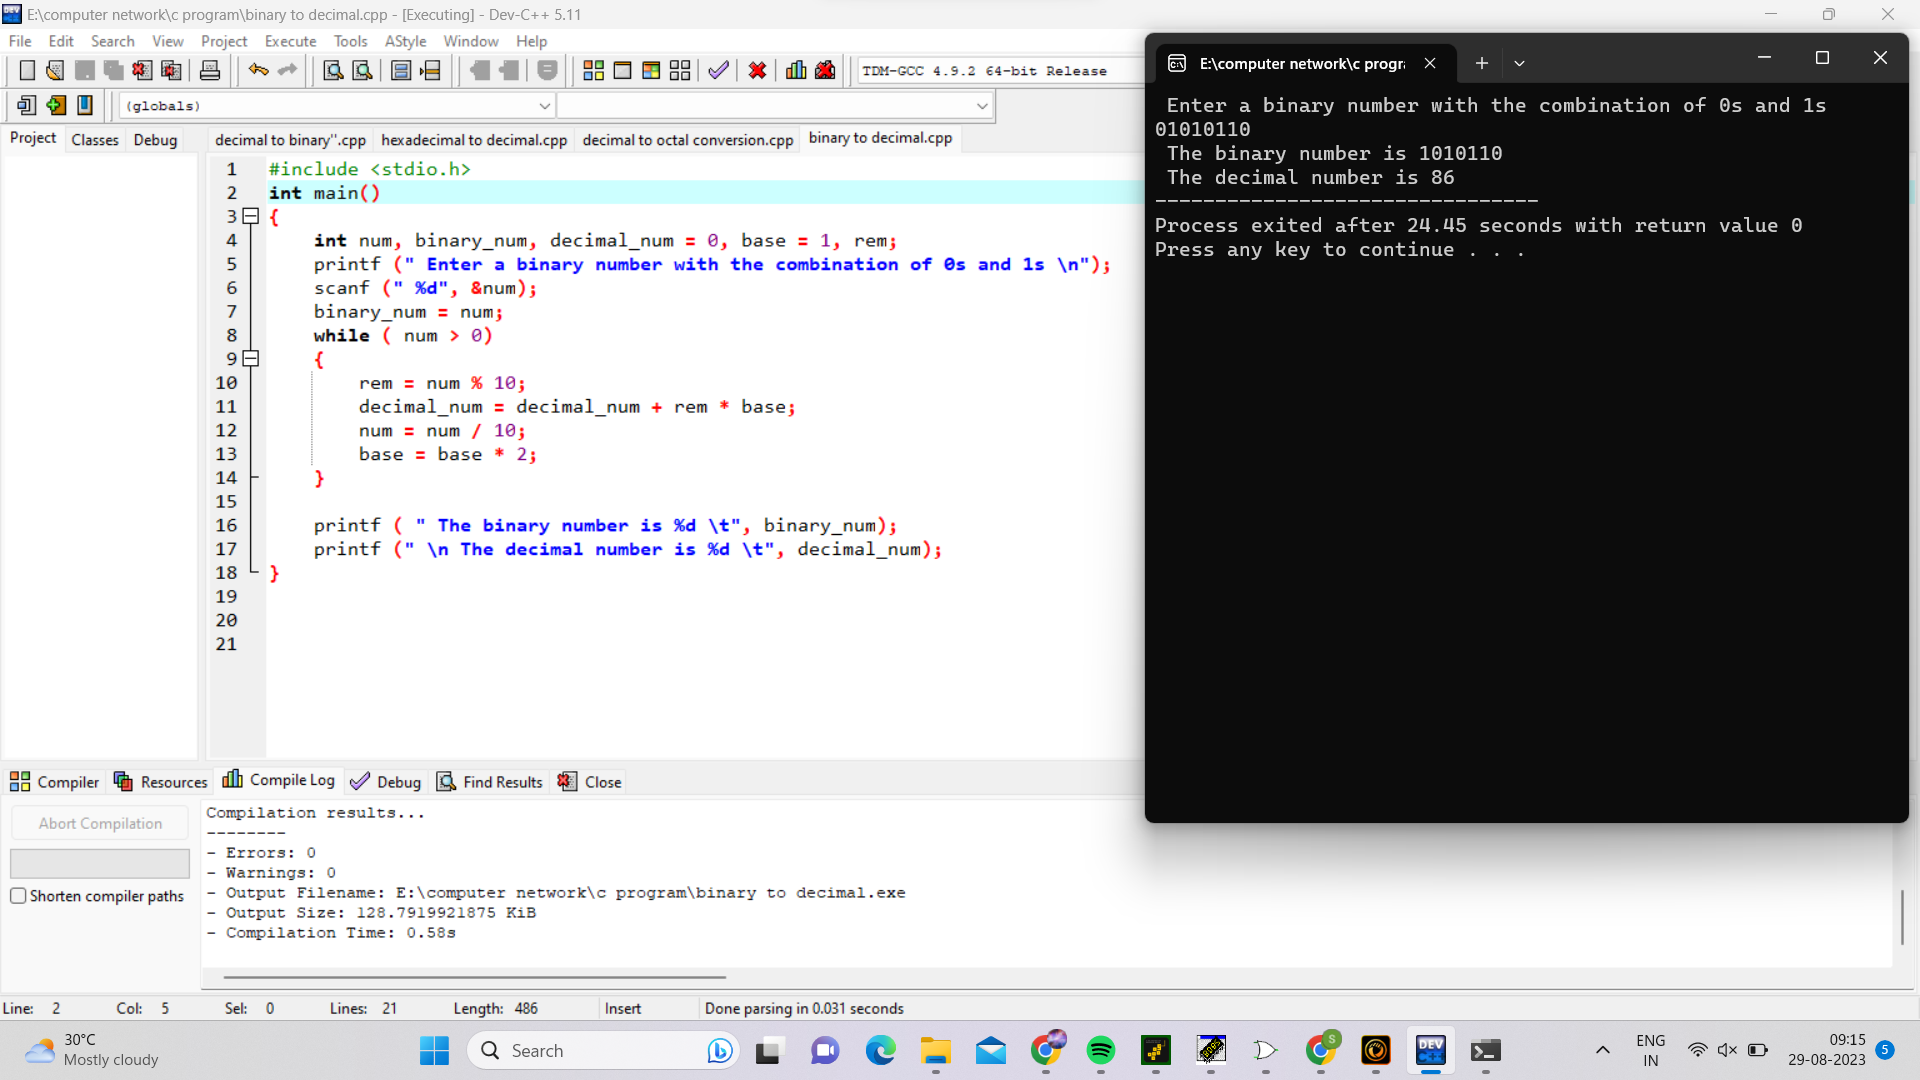 E:\computer network\c program\binary to decimal.cpp - [Executing] - Dev-C++ 5.11
File Edit Search View Project Execute Tools AStyle Window Help
TDM-GCC 4.9.2 64-bit Release
(globals)
Project Classes Debug
decimal to binary''.cpp hexadecimal to decimal.cpp decimal to octal conversion.cpp binary to decimal.cpp
1 #include <stdio.h>
2 int main()
3 {
4 int num, binary_num, decimal_num = 0, base = 1, rem;
5 printf (" Enter a binary number with the combination of 0s and 1s \n");
6 scanf (" %d", &num);
7 binary_num = num;
8 while ( num > 0)
9 {
10 rem = num % 10;
11 decimal_num = decimal_num + rem * base;
12 num = num / 10;
13 base = base * 2;
14 }
15
16 printf ( " The binary number is %d \t", binary_num);
17 printf (" \n The decimal number is %d \t", decimal_num);
18 }
19
20
21
E:\computer network\c progr
Enter a binary number with the combination of 0s and 1s
01010110
The binary number is 1010110
The decimal number is 86
--------------------------------
Process exited after 24.45 seconds with return value 0
Press any key to continue . . .
Compiler Resources Compile Log Debug Find Results Close
Abort Compilation
Shorten compiler paths
Compilation results...
--------
- Errors: 0
- Warnings: 0
- Output Filename: E:\computer network\c program\binary to decimal.exe
- Output Size: 128.7919921875 KiB
- Compilation Time: 0.58s
Line: 2 Col: 5 Sel: 0 Lines: 21 Length: 486 Insert Done parsing in 0.031 seconds
30°C
Mostly cloudy
Search
S
DEV C++
ENG
IN
09:15
29-08-2023
5